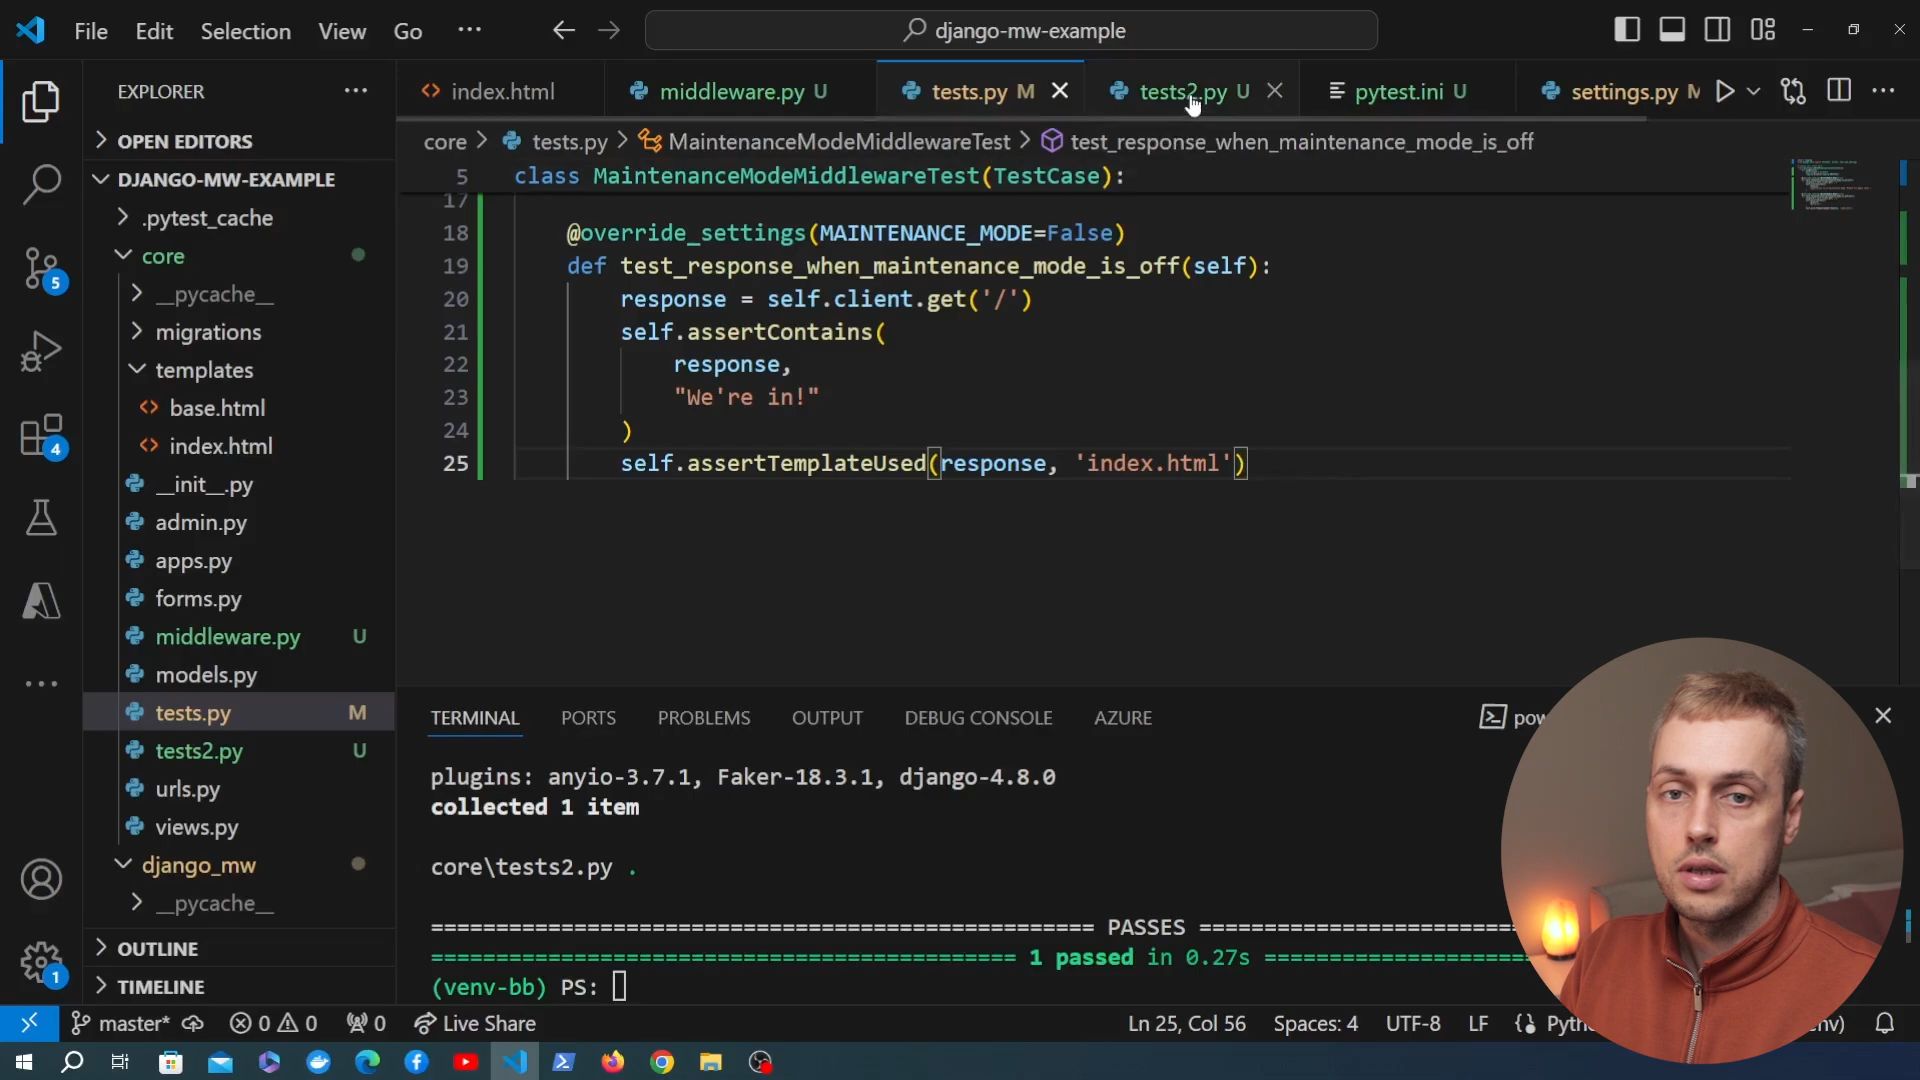 File Edit Selection View Go ··· django-mw-example
EXPLORER ···
index.html middleware.py U tests.py M tests2.py U pytest.ini U settings.py M
OPEN EDITORS
core > tests.py > MaintenanceModeMiddlewareTest > test_response_when_maintenance_mode_is_off
DJANGO-MW-EXAMPLE
.pytest_cache
core
__pycache__
migrations
templates
base.html
index.html
__init__.py
admin.py
apps.py
forms.py
middleware.py U
models.py
tests.py M
tests2.py U
urls.py
views.py
django_mw
__pycache__
OUTLINE
TIMELINE
5
4
1
5 class MaintenanceModeMiddlewareTest(TestCase):
17
18 @override_settings(MAINTENANCE_MODE=False)
19 def test_response_when_maintenance_mode_is_off(self):
20 response = self.client.get('/')
21 self.assertContains(
22 response,
23 "We're in!"
24 )
25 self.assertTemplateUsed(response, 'index.html')
TERMINAL PORTS PROBLEMS OUTPUT DEBUG CONSOLE AZURE
plugins: anyio-3.7.1, Faker-18.3.1, django-4.8.0
collected 1 item
core\tests2.py .
PASSES
1 passed in 0.27s
(venv-bb) PS:
master* 0 0 0 Live Share Ln 25, Col 56 Spaces: 4 UTF-8 LF